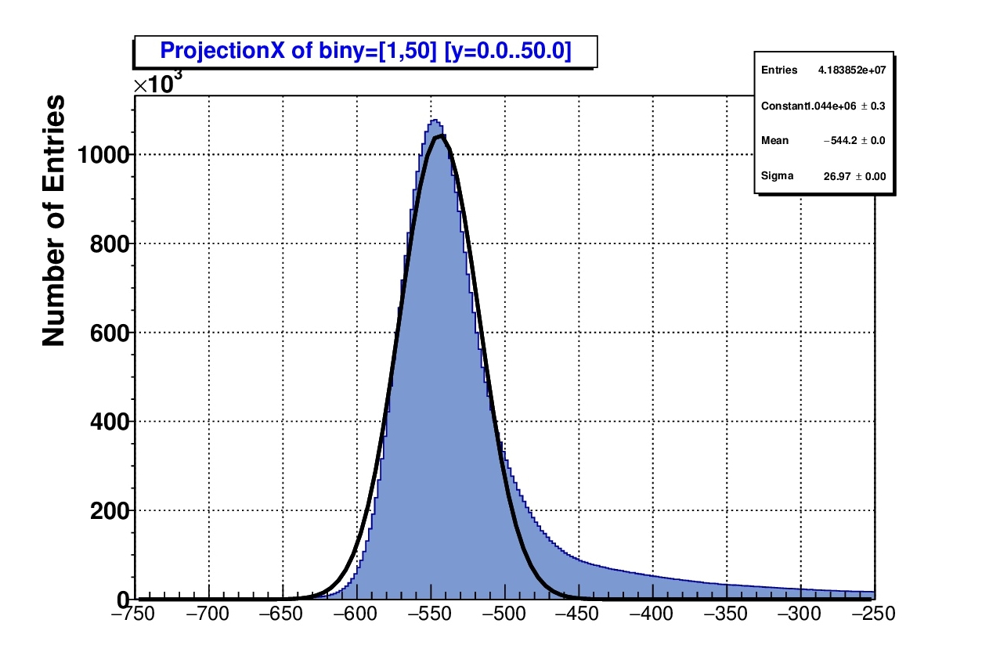 ProjectionX of biny=[1,50] [y=0.0..50.0]
×10³
Entries 4.183852e+07
Constant1.044e+06 ± 0.3
Mean −544.2 ± 0.0
Sigma 26.97 ± 0.00
Number of Entries
1000
800
600
400
200
0
−750 −700 −650 −600 −550 −500 −450 −400 −350 −300 −250